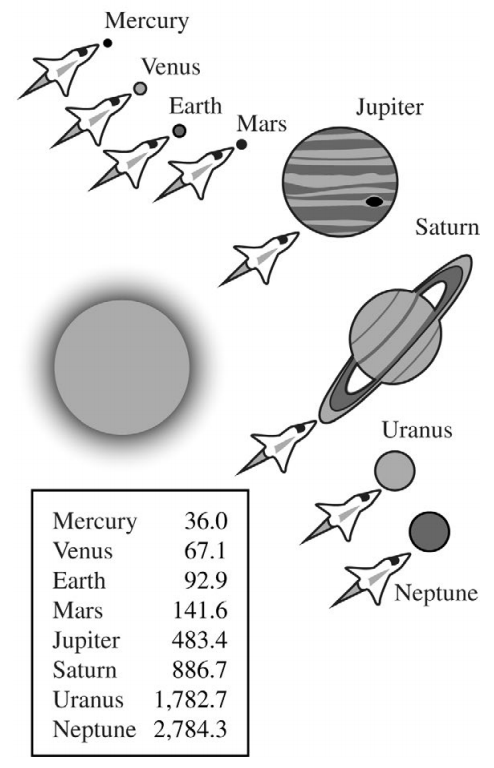 Mercury
Venus
Earth
Mars
Jupiter
Saturn
Uranus
Neptune
Mercury 36.0
Venus 67.1
Earth 92.9
Mars 141.6
Jupiter 483.4
Saturn 886.7
Uranus 1,782.7
Neptune 2,784.3